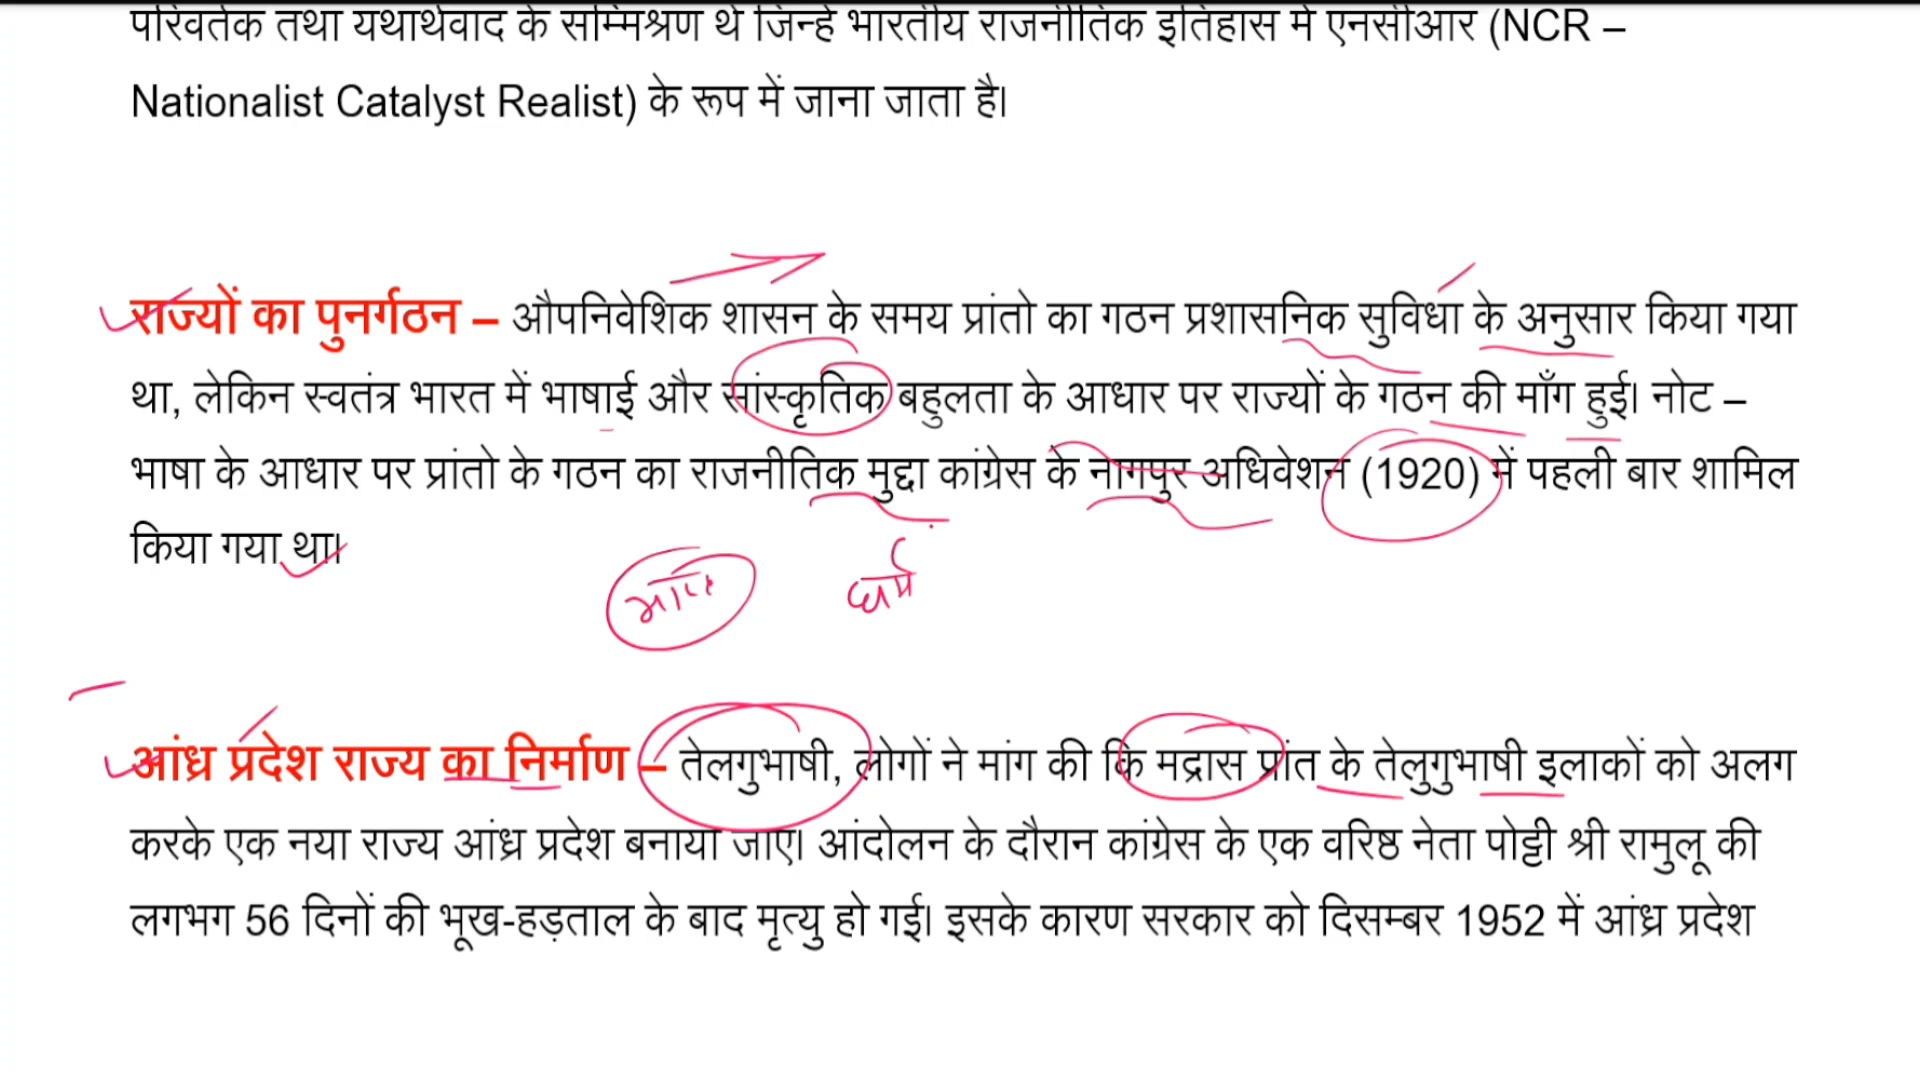 परिवर्तक तथा यथार्थवाद के सम्मिश्रण थे जिन्हें भारतीय राजनीतिक इतिहास में एनसीआर (NCR –
Nationalist Catalyst Realist) के रूप में जाना जाता है।
राज्यों का पुनर्गठन – औपनिवेशिक शासन के समय प्रांतो का गठन प्रशासनिक सुविधा के अनुसार किया गया
था, लेकिन स्वतंत्र भारत में भाषाई और सांस्कृतिक बहुलता के आधार पर राज्यों के गठन की माँग हुई। नोट –
भाषा के आधार पर प्रांतो के गठन का राजनीतिक मुद्दा कांग्रेस के नागपुर अधिवेशन (1920) में पहली बार शामिल
किया गया था।
भाषा धर्म
आंध्र प्रदेश राज्य का निर्माण – तेलगुभाषी, लोगों ने मांग की कि मद्रास प्रांत के तेलुगुभाषी इलाकों को अलग
करके एक नया राज्य आंध्र प्रदेश बनाया जाए। आंदोलन के दौरान कांग्रेस के एक वरिष्ठ नेता पोट्टी श्री रामुलू की
लगभग 56 दिनों की भूख-हड़ताल के बाद मृत्यु हो गई। इसके कारण सरकार को दिसम्बर 1952 में आंध्र प्रदेश